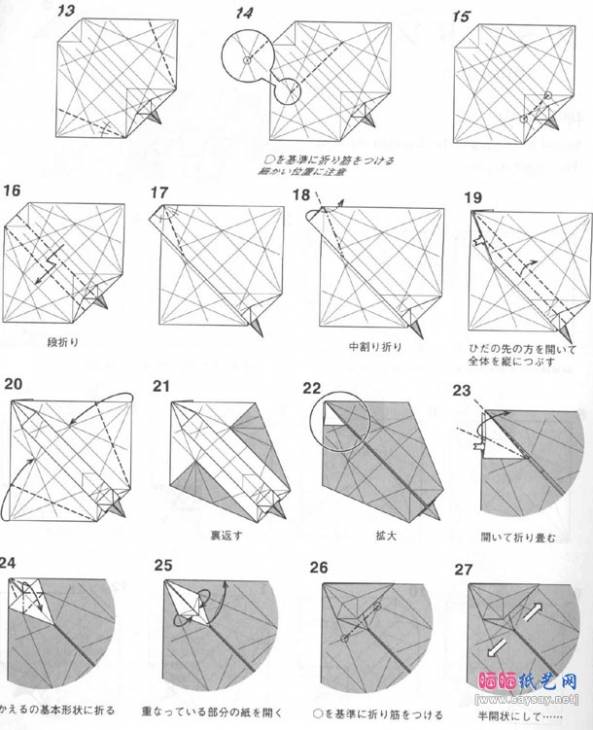 13
14
15
○を基準に折り筋をつける
細かい位置に注意
16
17
18
19
段折り
中割り折り
ひだの先の方を開いて
全体を縦につぶす
20
21
22
23
裏返す
拡大
開いて折り畳む
24
25
26
27
かえるの基本形状に折る
重なっている部分の紙を開く
○を基準に折り筋をつける
半開状にして……
晒晒纸艺网
[www.saysay.net]